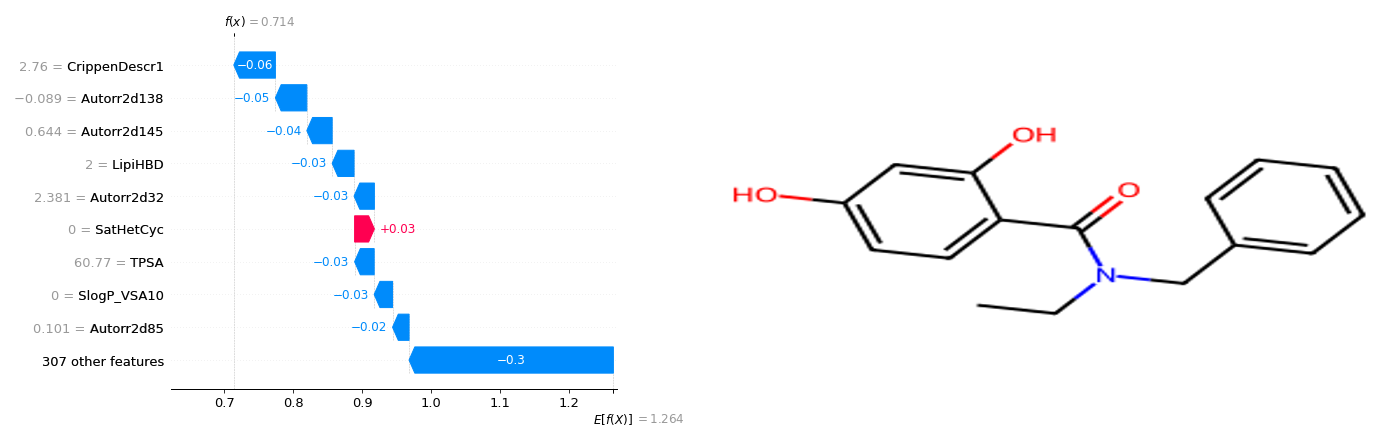 f(x) = 0.714
2.76 = CrippenDescr1
−0.06
−0.089 = Autorr2d138
−0.05
0.644 = Autorr2d145
−0.04
2 = LipiHBD
−0.03
2.381 = Autorr2d32
−0.03
0 = SatHetCyc
+0.03
60.77 = TPSA
−0.03
0 = SlogP_VSA10
−0.03
0.101 = Autorr2d85
−0.02
307 other features
−0.3
0.7 0.8 0.9 1.0 1.1 1.2
E[f(X)] = 1.264
OH
HO
O
N